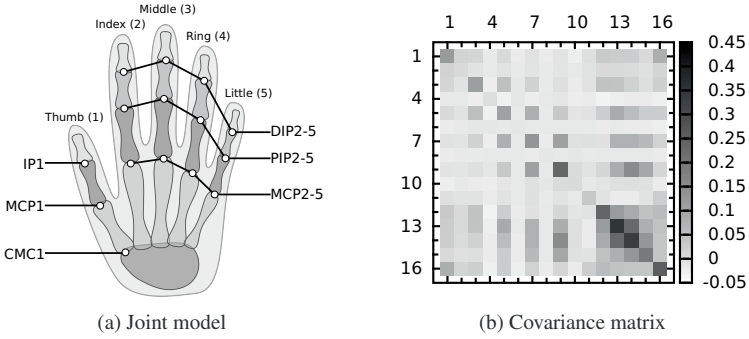 Middle (3)
Index (2)
Ring (4)
Little (5)
Thumb (1)
DIP2-5
PIP2-5
IP1
MCP2-5
MCP1
CMC1
(a) Joint model
1 4 7 10 13 16
1
4
7
10
13
16
0.45
0.4
0.35
0.3
0.25
0.2
0.15
0.1
0.05
0
-0.05
(b) Covariance matrix